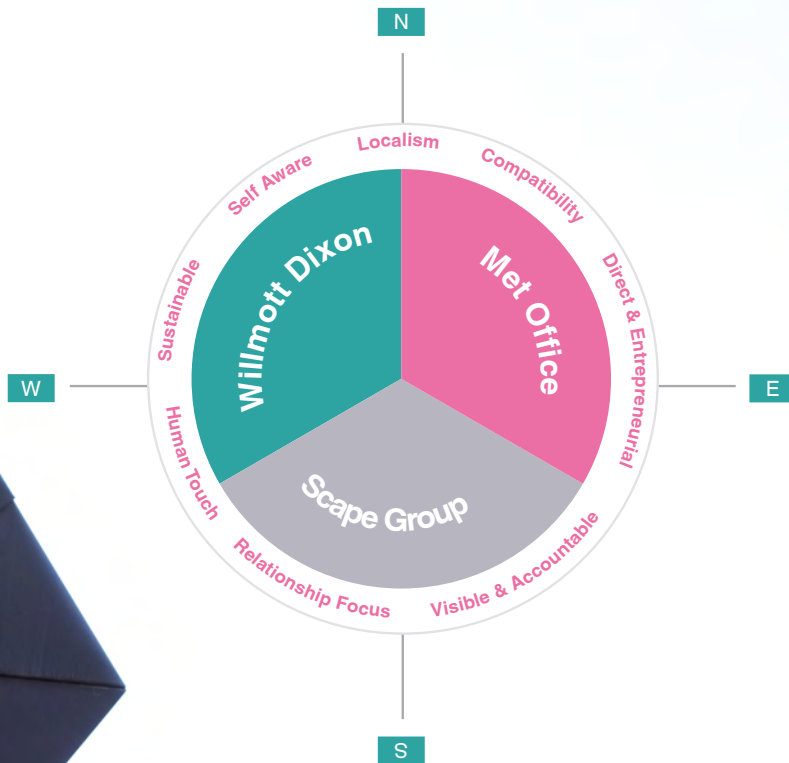 N
Localism
Compatibility
Direct & Entrepreneurial
Visible & Accountable
Relationship Focus
Human Touch
Sustainable
Self Aware
Willmott Dixon
Met Office
Scape Group
W
E
S